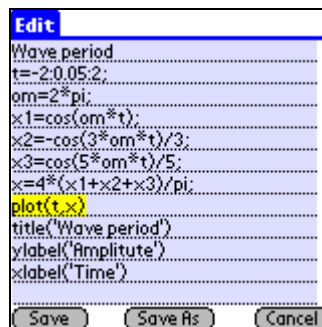 Edit
Wave period
t=-2:0.05:2;
om=2*pi;
x1=cos(om*t);
x2=-cos(3*om*t)/3;
x3=cos(5*om*t)/5;
x=4*(x1+x2+x3)/pi;
plot(t,x)
title('Wave period')
ylabel('Amplitute')
xlabel('Time')
Save Save As Cancel